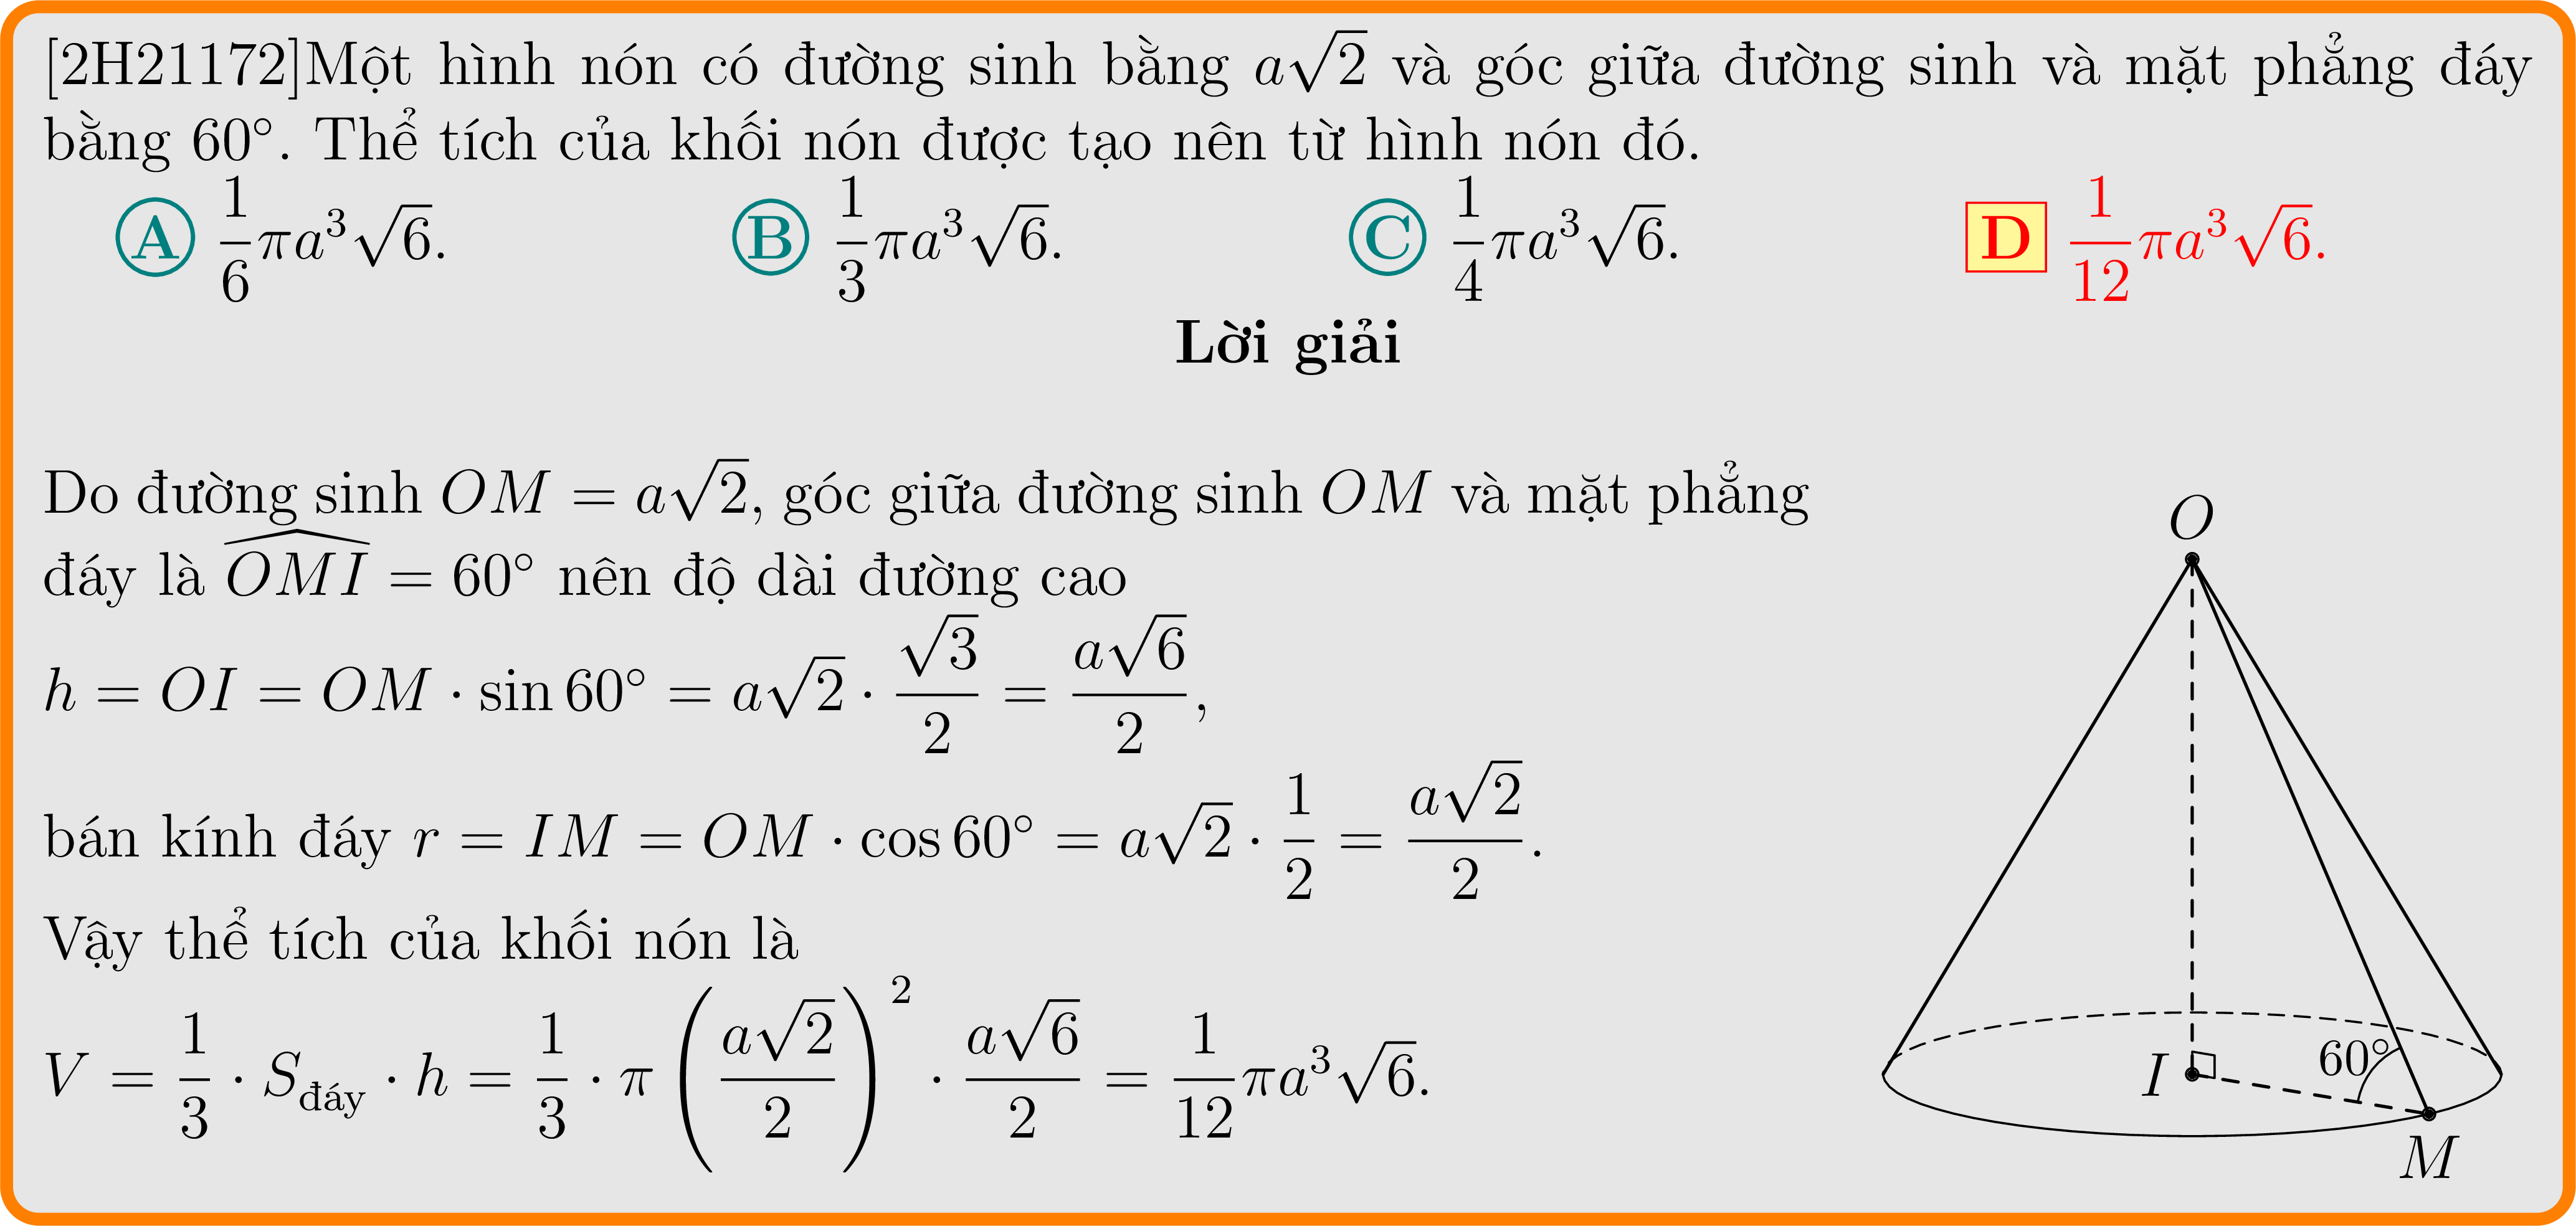 [2H21172]Một hình nón có đường sinh bằng $a\sqrt{2}$ và góc giữa đường sinh và mặt phẳng đáy
bằng $60^\circ$. Thể tích của khối nón được tạo nên từ hình nón đó.
A $\frac{1}{6}\pi a^3\sqrt{6}$. B $\frac{1}{3}\pi a^3\sqrt{6}$. C $\frac{1}{4}\pi a^3\sqrt{6}$. D $\frac{1}{12}\pi a^3\sqrt{6}$.
Lời giải
Do đường sinh $OM = a\sqrt{2}$, góc giữa đường sinh $OM$ và mặt phẳng
đáy là $\widehat{OMI} = 60^\circ$ nên độ dài đường cao
$h = OI = OM \cdot \sin 60^\circ = a\sqrt{2} \cdot \frac{\sqrt{3}}{2} = \frac{a\sqrt{6}}{2}$,
bán kính đáy $r = IM = OM \cdot \cos 60^\circ = a\sqrt{2} \cdot \frac{1}{2} = \frac{a\sqrt{2}}{2}$.
Vậy thể tích của khối nón là
$V = \frac{1}{3} \cdot S_{\text{đáy}} \cdot h = \frac{1}{3} \cdot \pi \left(\frac{a\sqrt{2}}{2}\right)^2 \cdot \frac{a\sqrt{6}}{2} = \frac{1}{12}\pi a^3\sqrt{6}$.
O
60°
I
M